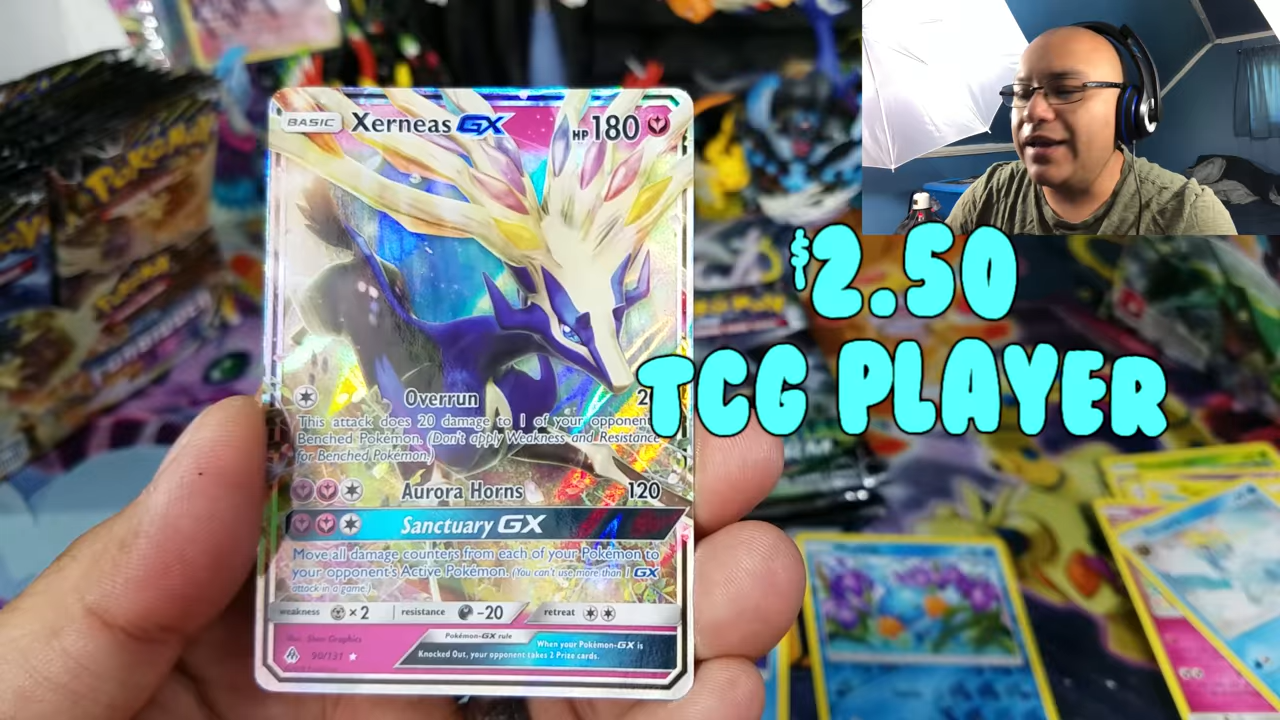 BASIC Xerneas GX HP 180
$2.50
TCG PLAYER
Overrun
This attack does 20 damage to 1 of your opponent
Benched Pokémon. (Don't apply Weakness and Resistance
for Benched Pokémon.)
Aurora Horns 120
Sanctuary GX
Move all damage counters from each of your Pokémon to
your opponent's Active Pokémon. (You can't use more than 1 GX
attack in a game.)
weakness ×2 resistance -20 retreat
Illus. Shin Graphics
90/131
Pokémon-GX rule
When your Pokémon-GX is
Knocked Out, your opponent takes 2 Prize cards.
POKéMON